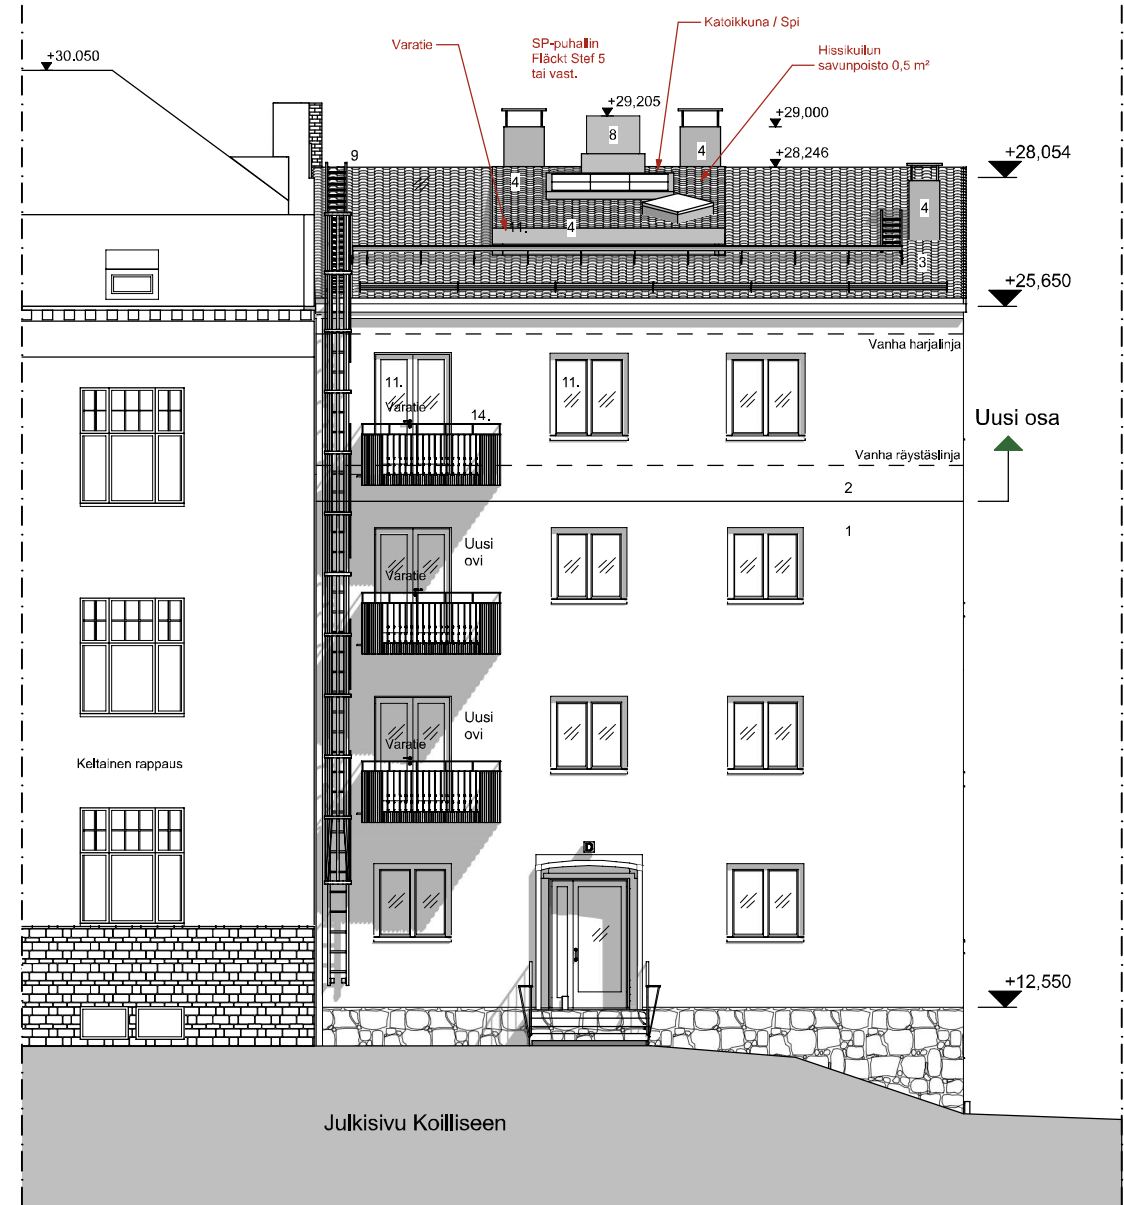 Katoikkuna / Spi
Varatie
SP-puhallin
Fläckt Stef 5
tai vast.
Hissikuilun
savunpoisto 0,5 m²
+30.050
+29,205
+29,000
8
+28,246
+28,054
9
4
4
4
11.
4
3
+25,650
Vanha harjalinja
11.
11.
Varatie
14.
Uusi osa
Vanha räystäslinja
2
1
Uusi
ovi
Varatie
Uusi
ovi
Varatie
Keltainen rappaus
D
+12,550
Julkisivu Koilliseen